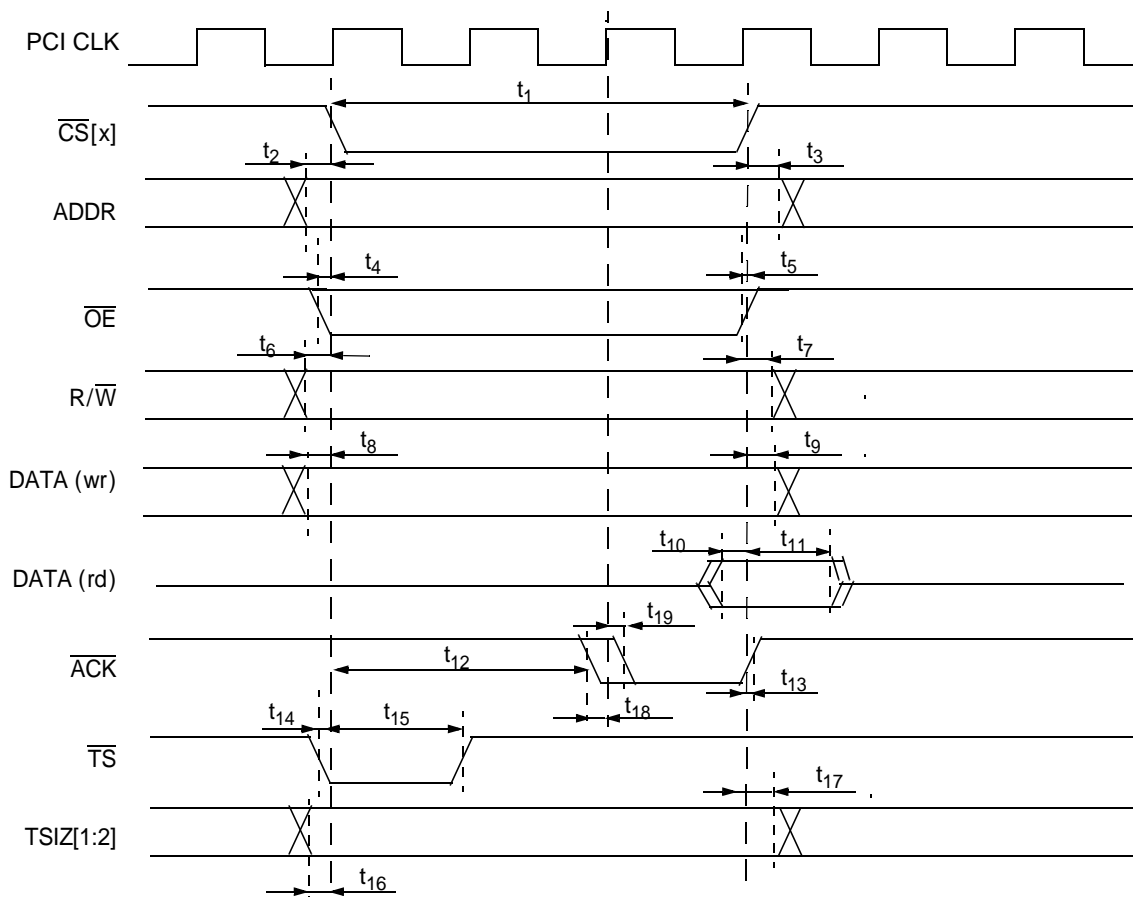 PCI CLK
t1
CS[x]
t2
t3
ADDR
t4
t5
OE
t6
t7
R/W
t8
t9
DATA (wr)
t10
t11
DATA (rd)
t19
ACK
t12
t13
t18
t14
t15
TS
t17
TSIZ[1:2]
t16